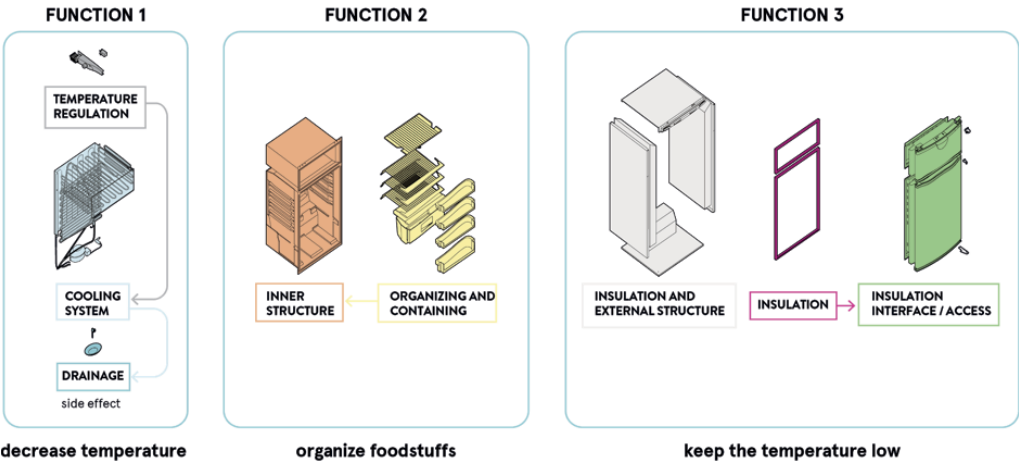 FUNCTION 1
TEMPERATURE
REGULATION
COOLING
SYSTEM
DRAINAGE
side effect
decrease temperature
FUNCTION 2
INNER
STRUCTURE
ORGANIZING AND
CONTAINING
organize foodstuffs
FUNCTION 3
INSULATION AND
EXTERNAL STRUCTURE
INSULATION
INSULATION
INTERFACE / ACCESS
keep the temperature low